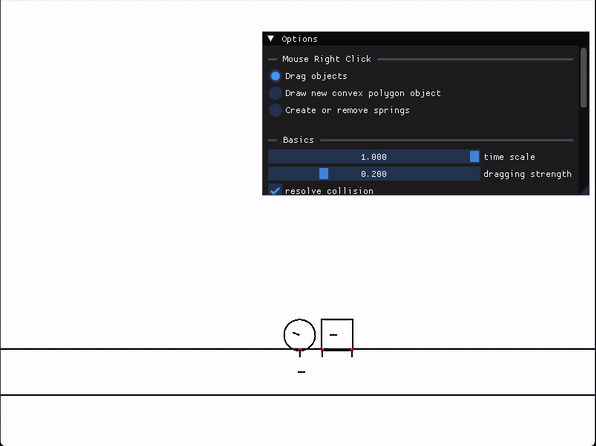 Options
Mouse Right Click
Drag objects
Draw new convex polygon object
Create or remove springs
Basics
1.000 time scale
0.200 dragging strength
resolve collision